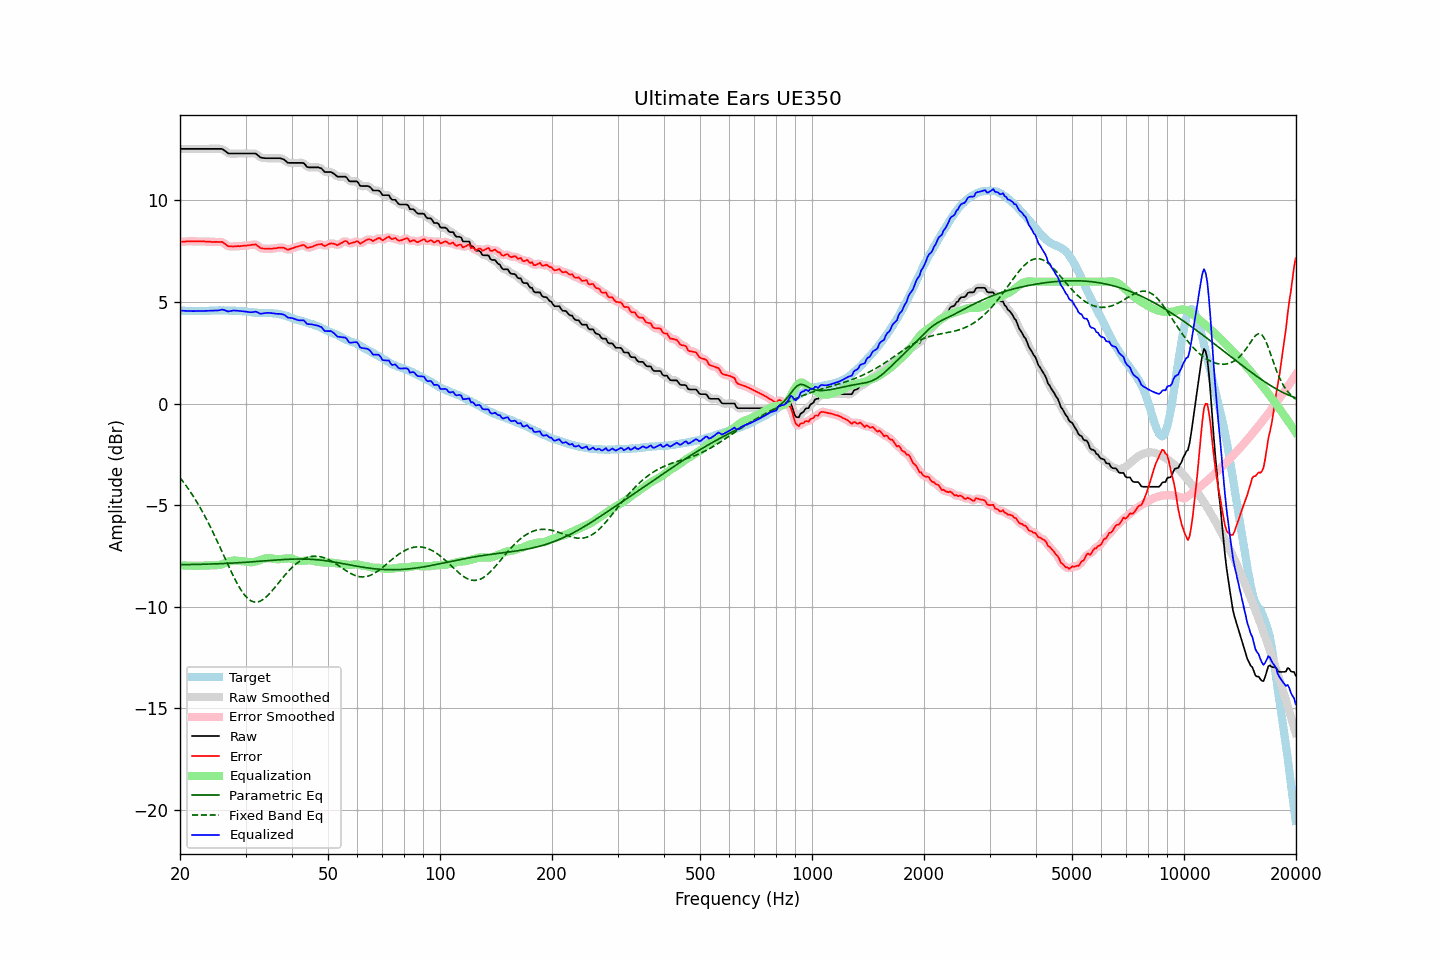 Ultimate Ears UE350
Amplitude (dBr)
10
5
0
−5
−10
−15
−20
Target
Raw Smoothed
Error Smoothed
Raw
Error
Equalization
Parametric Eq
Fixed Band Eq
Equalized
20 50 100 200 500 1000 2000 5000 10000 20000
Frequency (Hz)